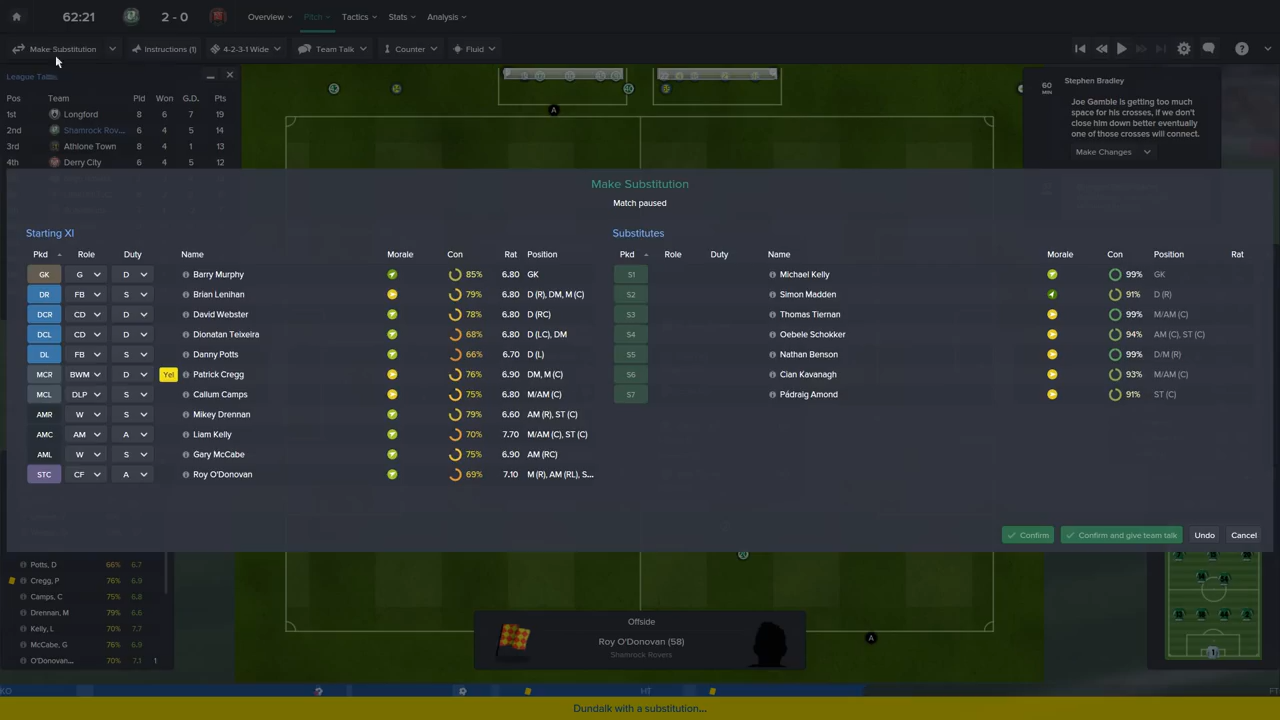 62:21 2 - 0 Overview Pitch Tactics Stats Analysis
Make Substitution Instructions (1) 4-2-3-1 Wide Team Talk Counter Fluid
League Table
Pos Team Pld Won G.D. Pts
1st Longford 8 6 7 19
2nd Shamrock Rov... 6 4 5 14
3rd Athlone Town 8 4 1 13
4th Derry City 6 4 5 12
60 MIN
Stephen Bradley
Joe Gamble is getting too much
space for his crosses, if we don't
close him down better eventually
one of those crosses will connect.
Make Changes
A
Make Substitution
Match paused
Starting XI
Pkd Role Duty Name Morale Con Rat Position
GK G D Barry Murphy 85% 6.80 GK
DR FB S Brian Lenihan 79% 6.80 D (R), DM, M (C)
DCR CD D David Webster 78% 6.80 D (RC)
DCL CD D Dionatan Teixeira 68% 6.80 D (LC), DM
DL FB S Danny Potts 66% 6.70 D (L)
MCR BWM D Yel Patrick Cregg 76% 6.90 DM, M (C)
MCL DLP S Callum Camps 75% 6.80 M/AM (C)
AMR W S Mikey Drennan 79% 6.60 AM (R), ST (C)
AMC AM A Liam Kelly 70% 7.70 M/AM (C), ST (C)
AML W S Gary McCabe 75% 6.90 AM (RC)
STC CF A Roy O'Donovan 69% 7.10 M (R), AM (RL), S...
Substitutes
Pkd Role Duty Name Morale Con Position Rat
S1 Michael Kelly 99% GK
S2 Simon Madden 91% D (R)
S3 Thomas Tiernan 99% M/AM (C)
S4 Oebele Schokker 94% AM (C), ST (C)
S5 Nathan Benson 99% D/M (R)
S6 Cian Kavanagh 93% M/AM (C)
S7 Pádraig Amond 91% ST (C)
Confirm Confirm and give team talk Undo Cancel
Potts, D 66% 6.7
Cregg, P 76% 6.9
Camps, C 75% 6.8
Drennan, M 79% 6.6
Kelly, L 70% 7.7
McCabe, G 76% 6.9
O'Donovan... 70% 7.1 1
Offside
Roy O'Donovan (58)
Shamrock Rovers
A
1
KO HT FT
Dundalk with a substitution...